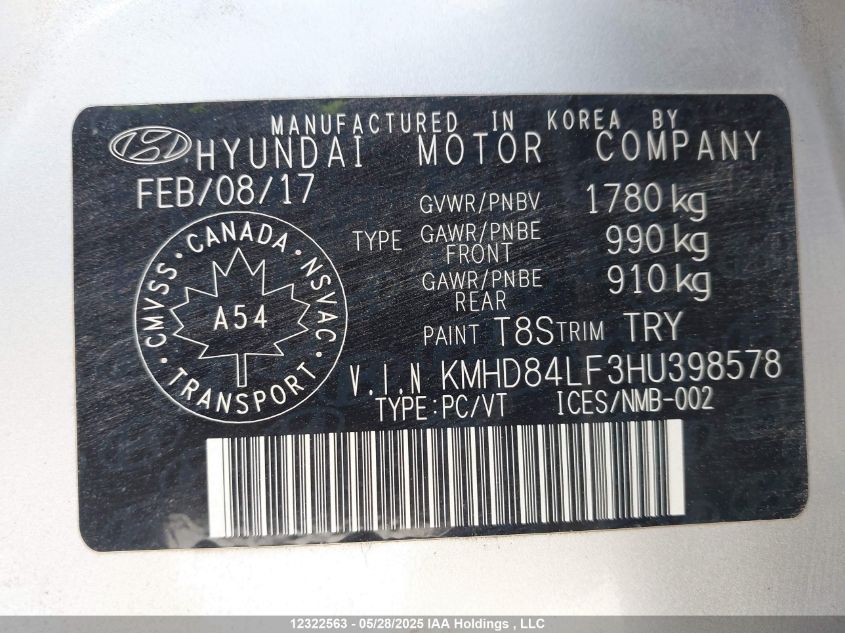 MANUFACTURED IN KOREA BY
HYUNDAI MOTOR COMPANY
FEB/08/17
GVWR/PNBV 1780 kg
TYPE GAWR/PNBE FRONT 990 kg
GAWR/PNBE REAR 910 kg
PAINT T8S TRIM TRY
CANADA
CMVSS NSVAC
A54
TRANSPORT
V.I.N KMHD84LF3HU398578
TYPE:PC/VT ICES/NMB-002
12322563 - 05/28/2025 IAA Holdings , LLC